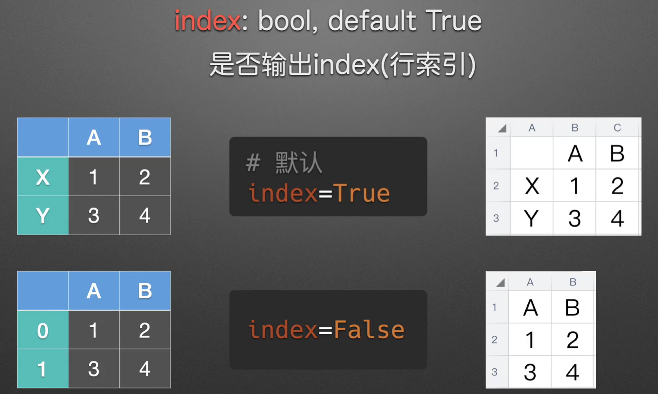 index: bool, default True
是否输出index(行索引)
A B
X 1 2
Y 3 4
# 默认
index=True
A B C
1 A B
2 X 1 2
3 Y 3 4
A B
0 1 2
1 3 4
index=False
A B
1 A B
2 1 2
3 3 4